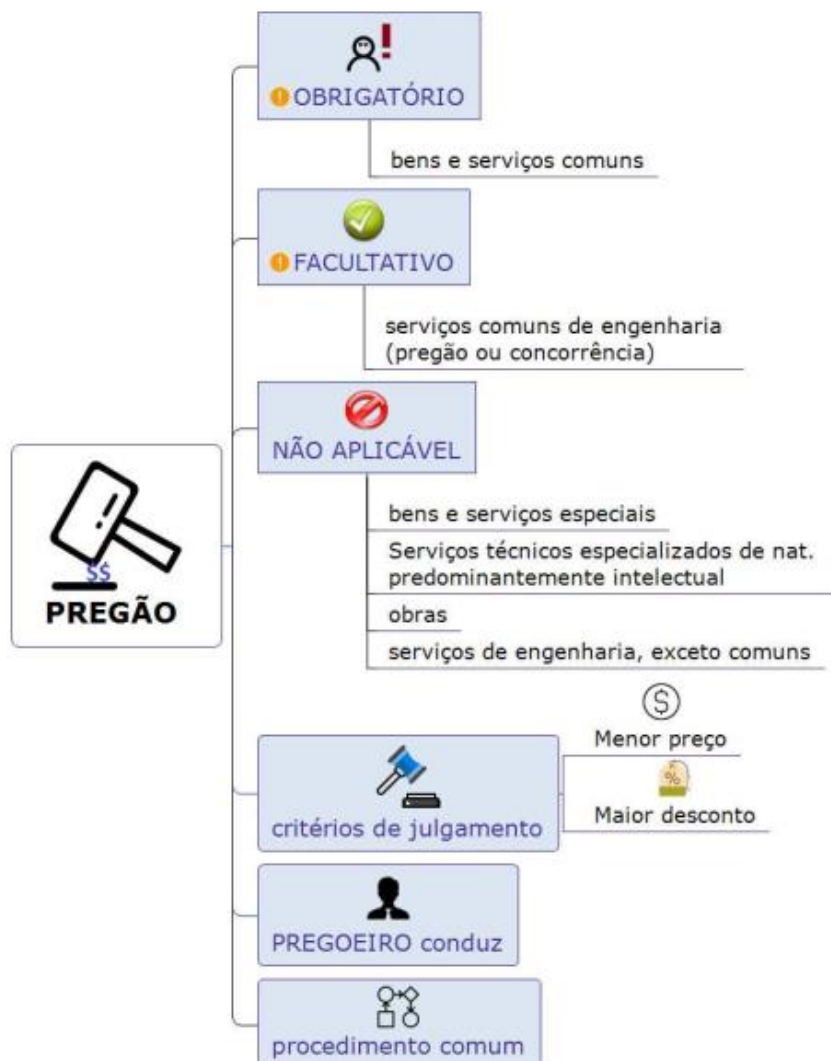 OBRIGATÓRIO
bens e serviços comuns
FACULTATIVO
serviços comuns de engenharia
(pregão ou concorrência)
NÃO APLICÁVEL
bens e serviços especiais
Serviços técnicos especializados de nat.
predominantemente intelectual
obras
serviços de engenharia, exceto comuns
$$
PREGÃO
critérios de julgamento
$
Menor preço
%
Maior desconto
PREGOEIRO conduz
procedimento comum